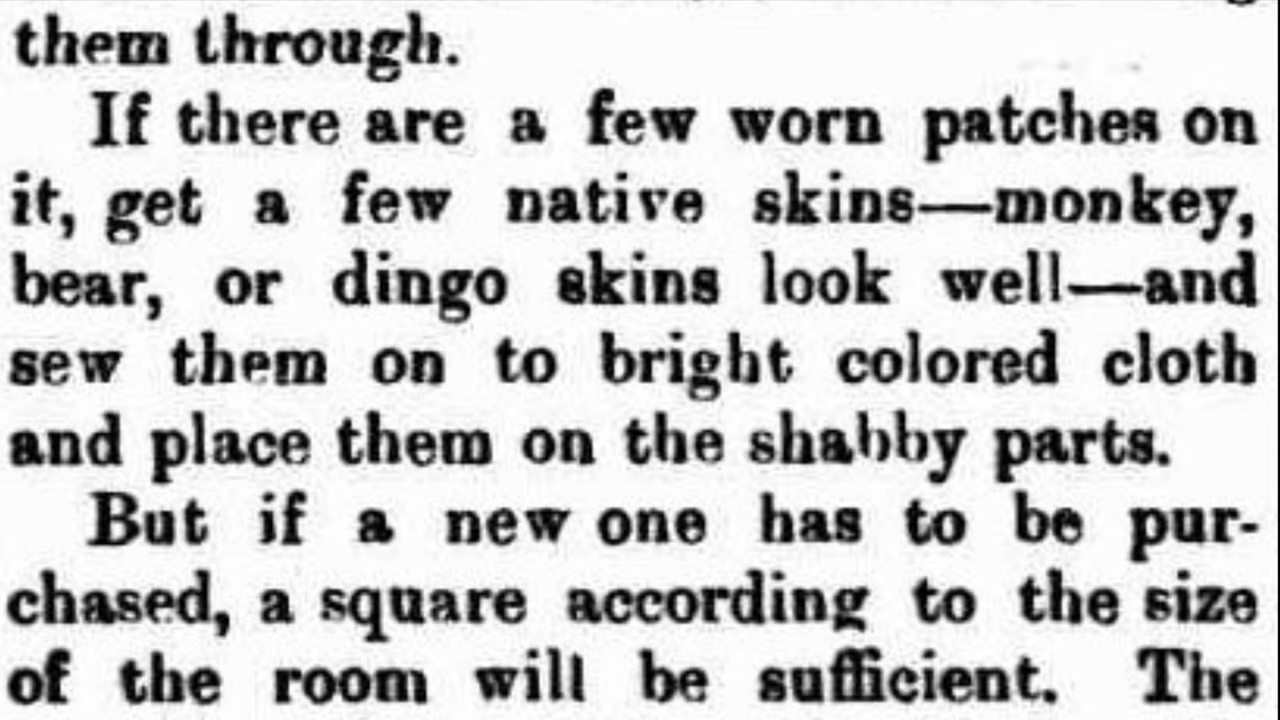 them through.
If there are a few worn patches on
it, get a few native skins—monkey,
bear, or dingo skins look well—and
sew them on to bright colored cloth
and place them on the shabby parts.
But if a new one has to be pur-
chased, a square according to the size
of the room will be sufficient. The